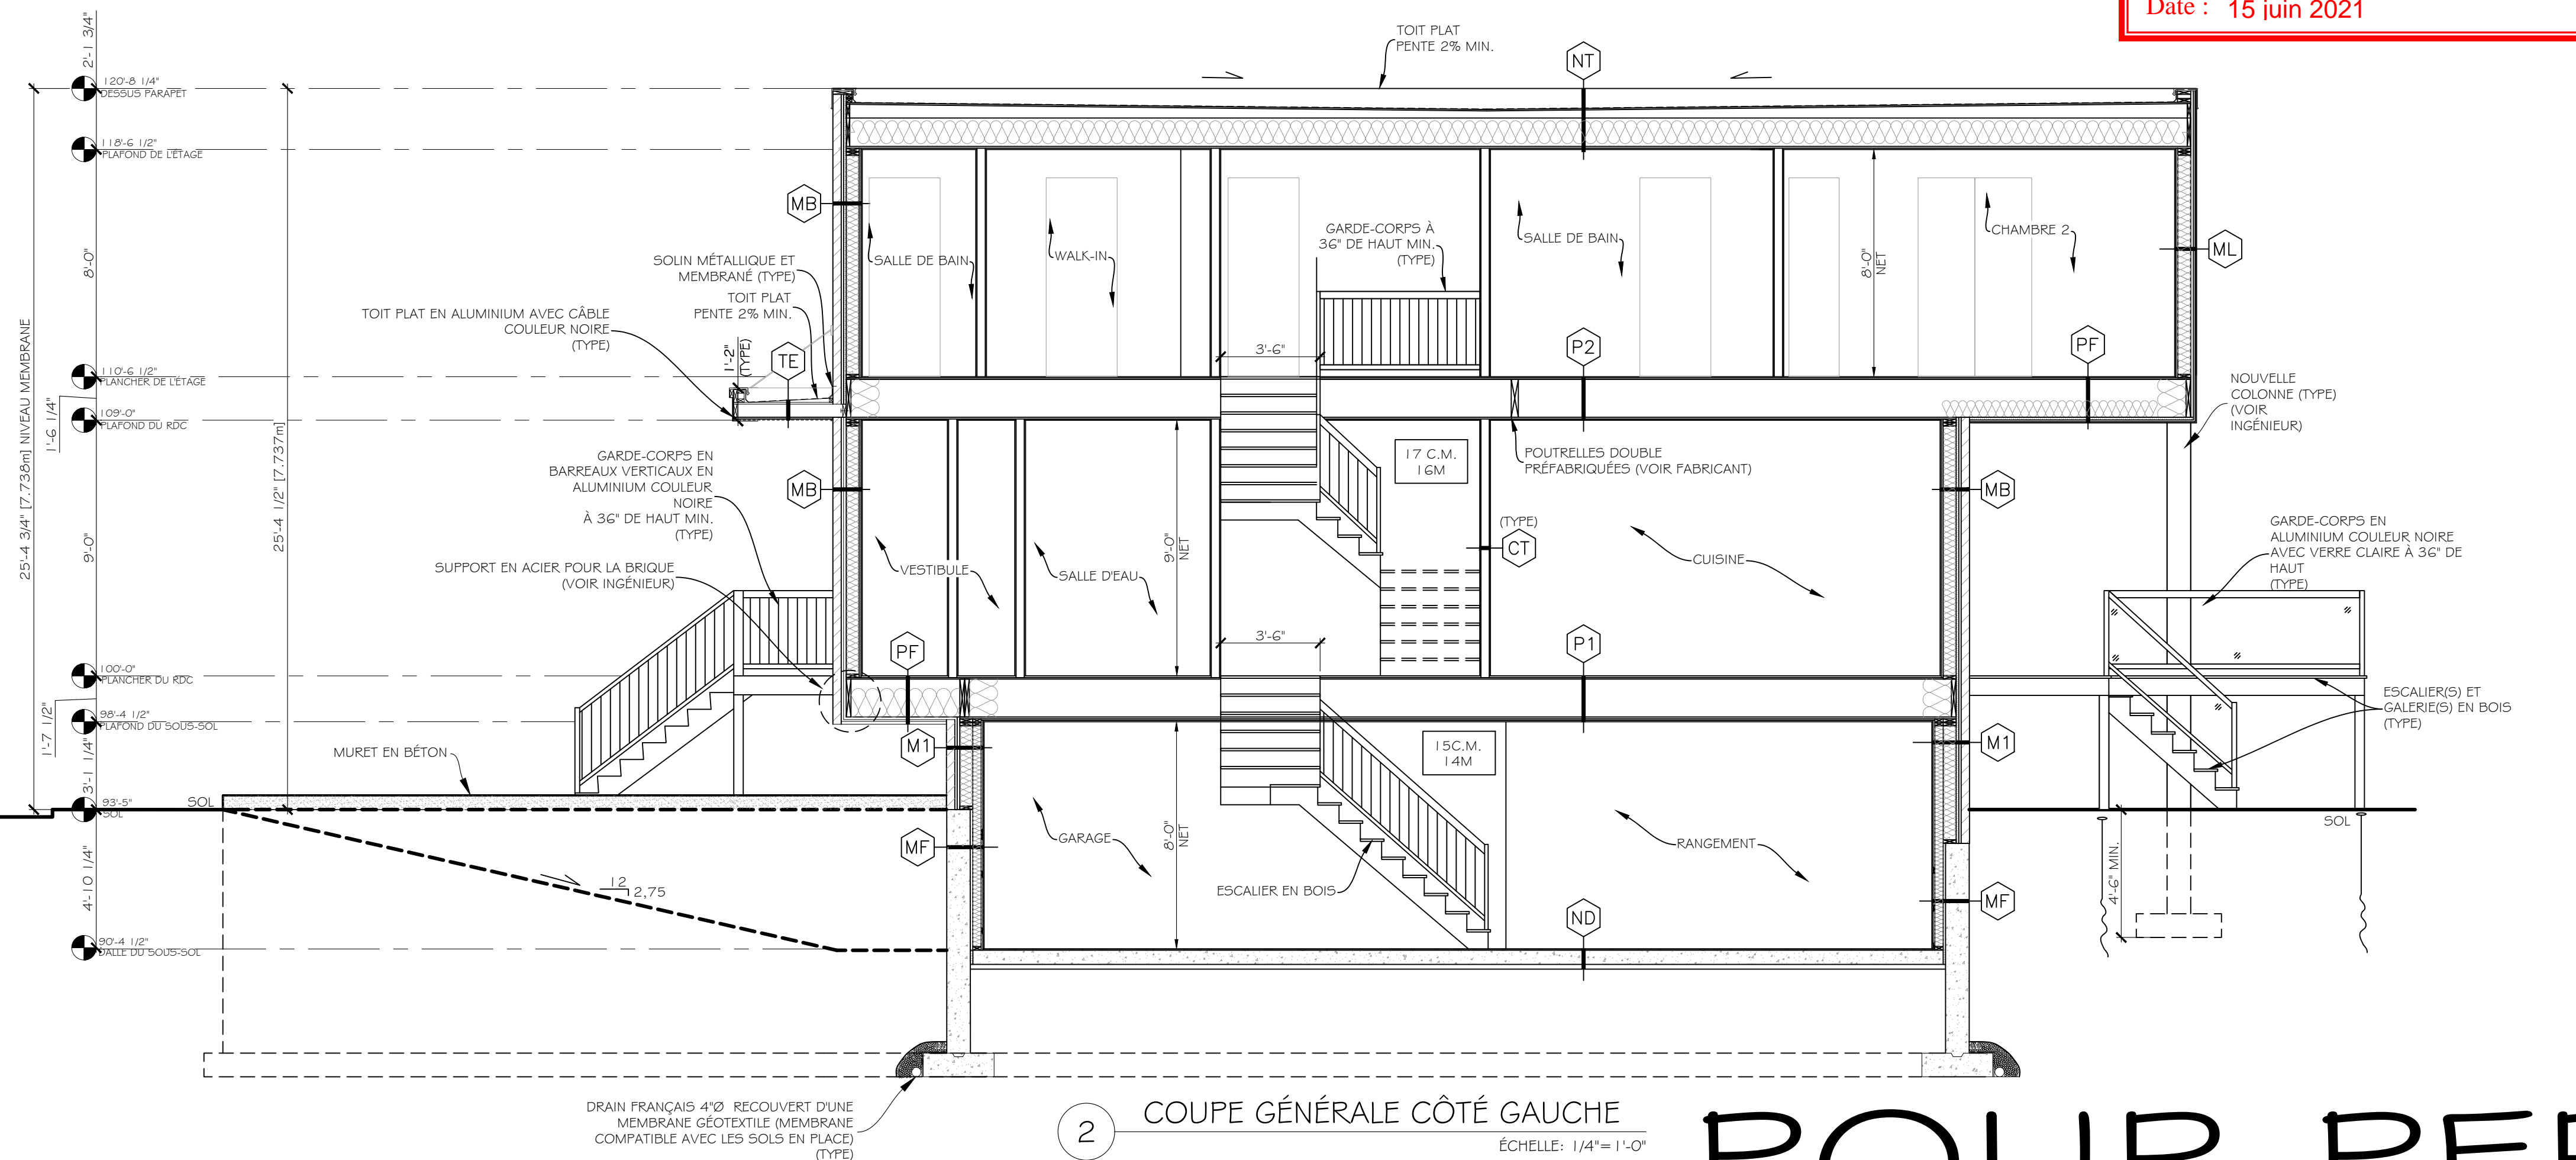 Date : 15 juin 2021
2'-1 3/4"
120'-8 1/4"
DESSUS PARAPET
118'-6 1/2"
PLAFOND DE L'ÉTAGE
8'-0"
110'-6 1/2"
PLANCHER DE L'ÉTAGE
1'-6 1/4"
109'-0"
PLAFOND DU RDC
9'-0"
100'-0"
PLANCHER DU RDC
1'-7 1/2"
98'-4 1/2"
PLAFOND DU SOUS-SOL
3'-1 1/4"
93'-5"
SOL
4'-10 1/4"
90'-4 1/2"
DALLE DU SOUS-SOL
25'-4 3/4" [7.738m] NIVEAU MEMBRANE
25'-4 1/2" [7.737m]
TOIT PLAT
PENTE 2% MIN.
NT
MB
SALLE DE BAIN
WALK-IN
GARDE-CORPS À
36" DE HAUT MIN.
(TYPE)
SALLE DE BAIN
8'-0"
NET
CHAMBRE 2
ML
SOLIN MÉTALLIQUE ET
MEMBRANÉ (TYPE)
TOIT PLAT
PENTE 2% MIN.
TOIT PLAT EN ALUMINIUM AVEC CÂBLE
COULEUR NOIRE
(TYPE)
1'-2"
(TYPE)
TE
3'-6"
P2
PF
NOUVELLE
COLONNE (TYPE)
(VOIR
INGÉNIEUR)
GARDE-CORPS EN
BARREAUX VERTICAUX EN
ALUMINIUM COULEUR
NOIRE
À 36" DE HAUT MIN.
(TYPE)
MB
17 C.M.
16M
POUTRELLES DOUBLE
PRÉFABRIQUÉES (VOIR FABRICANT)
MB
SUPPORT EN ACIER POUR LA BRIQUE
(VOIR INGÉNIEUR)
VESTIBULE
SALLE D'EAU
9'-0"
NET
(TYPE)
CT
CUISINE
GARDE-CORPS EN
ALUMINIUM COULEUR NOIRE
AVEC VERRE CLAIRE À 36" DE
HAUT
(TYPE)
PF
3'-6"
P1
ESCALIER(S) ET
GALERIE(S) EN BOIS
(TYPE)
MURET EN BÉTON
M1
15C.M.
14M
M1
SOL
SOL
MF
GARAGE
8'-0"
NET
RANGEMENT
12
2,75
ESCALIER EN BOIS
ND
MF
4'-6" MIN.
DRAIN FRANÇAIS 4"Ø RECOUVERT D'UNE
MEMBRANE GÉOTEXTILE (MEMBRANE
COMPATIBLE AVEC LES SOLS EN PLACE)
(TYPE)
2
COUPE GÉNÉRALE CÔTÉ GAUCHE
ÉCHELLE: 1/4"=1'-0"
POUR PER